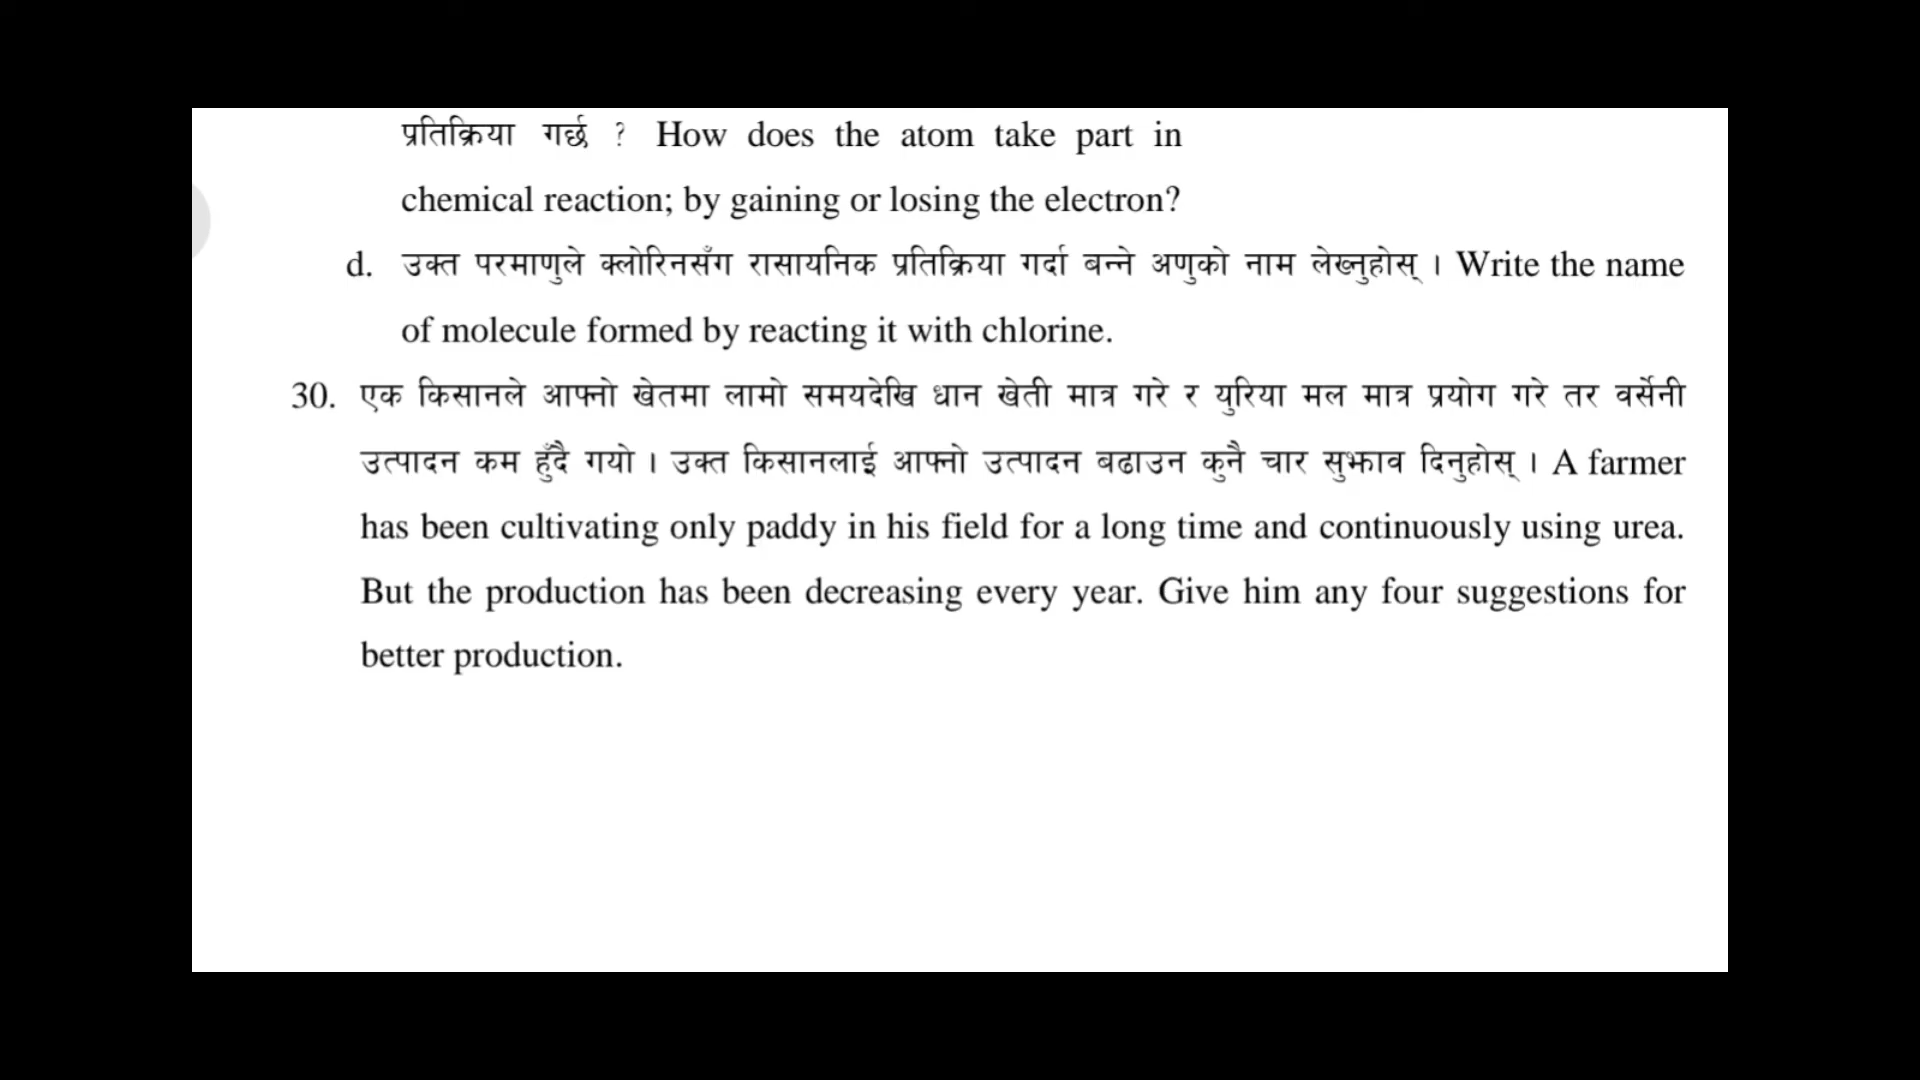 प्रतिक्रिया गर्छ ? How does the atom take part in
chemical reaction; by gaining or losing the electron?
d. उक्त परमाणुले क्लोरिनसँग रासायनिक प्रतिक्रिया गर्दा बन्ने अणुको नाम लेख्नुहोस् । Write the name
of molecule formed by reacting it with chlorine.
30. एक किसानले आफ्नो खेतमा लामो समयदेखि धान खेती मात्र गरे र युरिया मल मात्र प्रयोग गरे तर वर्सेनी
उत्पादन कम हुँदै गयो । उक्त किसानलाई आफ्नो उत्पादन बढाउन कुनै चार सुझाव दिनुहोस् । A farmer
has been cultivating only paddy in his field for a long time and continuously using urea.
But the production has been decreasing every year. Give him any four suggestions for
better production.